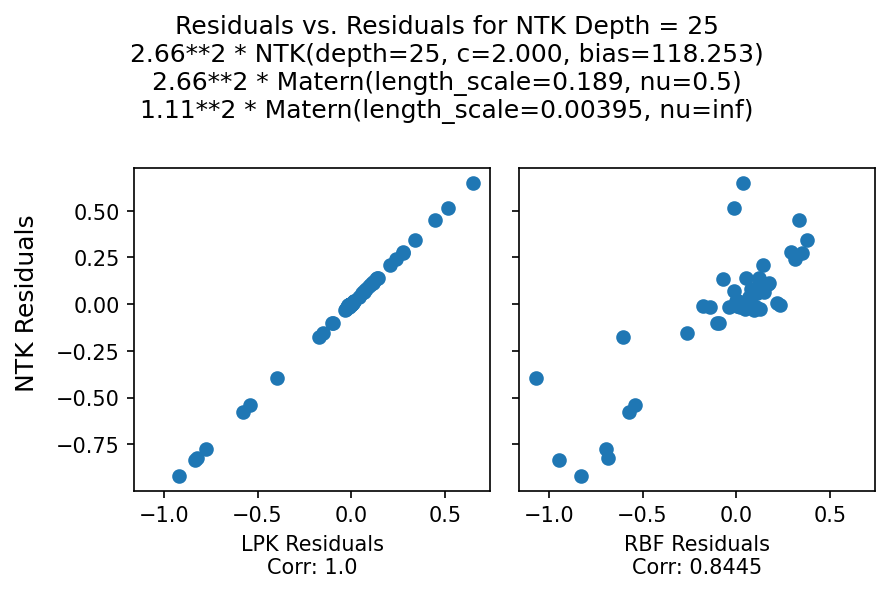 Residuals vs. Residuals for NTK Depth = 25
2.66**2 * NTK(depth=25, c=2.000, bias=118.253)
2.66**2 * Matern(length_scale=0.189, nu=0.5)
1.11**2 * Matern(length_scale=0.00395, nu=inf)
NTK Residuals
0.50
0.25
0.00
−0.25
−0.50
−0.75
−1.0
−0.5
0.0
0.5
LPK Residuals
Corr: 1.0
−1.0
−0.5
0.0
0.5
RBF Residuals
Corr: 0.8445